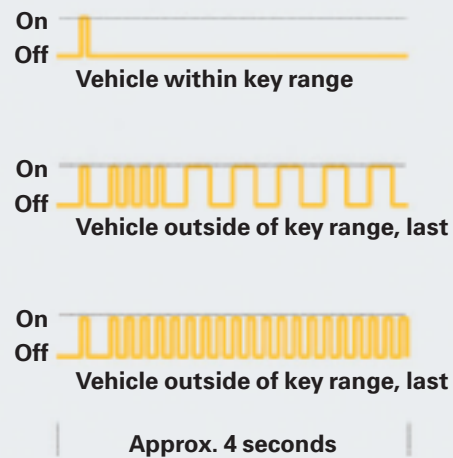 On
Off
Vehicle within key range
On
Off
Vehicle outside of key range, last
On
Off
Vehicle outside of key range, last
Approx. 4 seconds